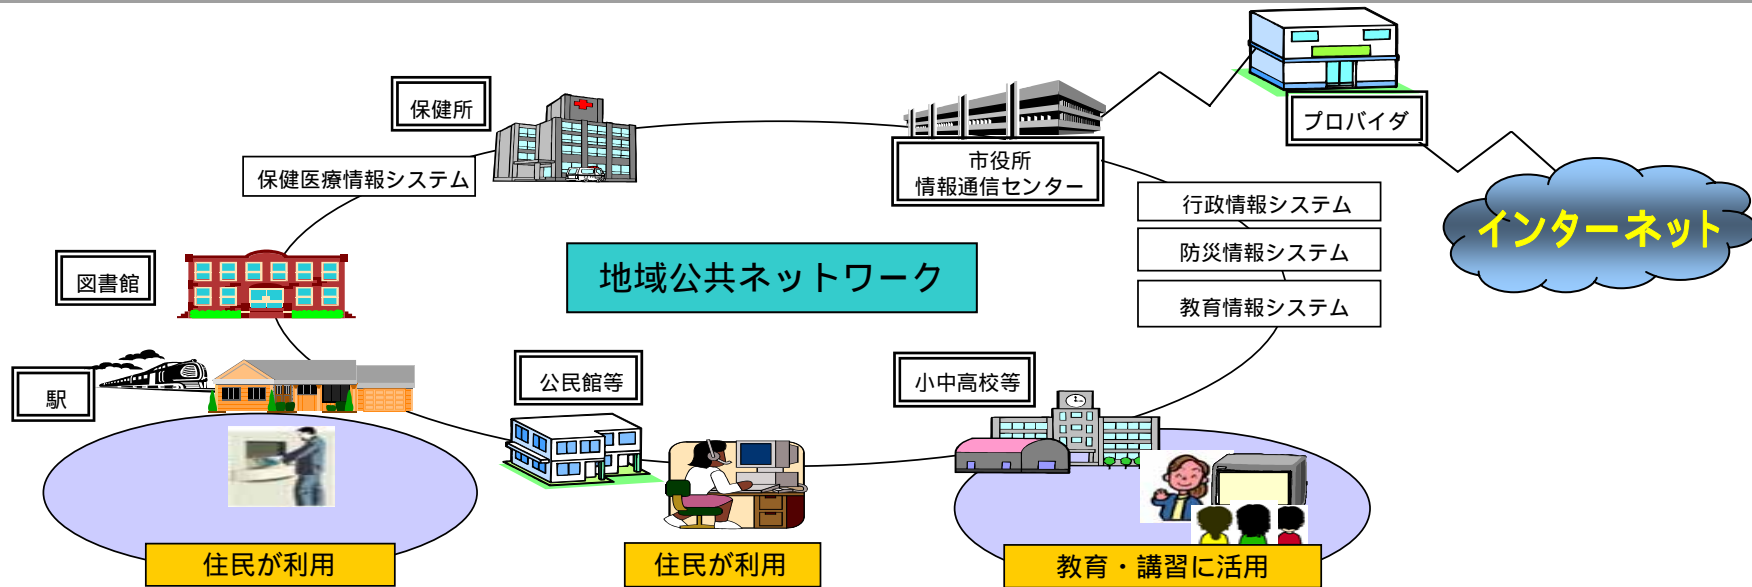 保健所
プロバイダ
市役所
情報通信センター
保健医療情報システム
行政情報システム
インターネット
防災情報システム
地域公共ネットワーク
図書館
教育情報システム
駅
公民館等
小中高校等
住民が利用
住民が利用
教育・講習に活用